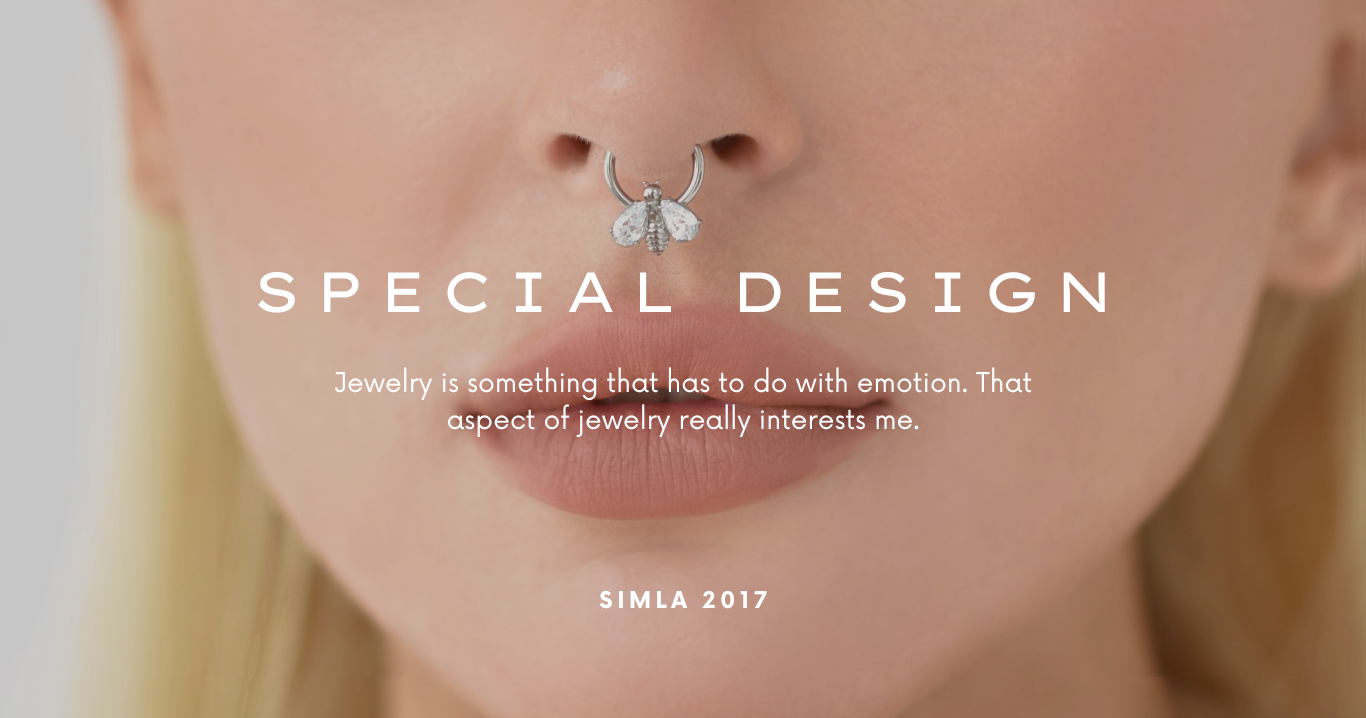 SPECIAL DESIGN
Jewelry is something that has to do with emotion. That
aspect of jewelry really interests me.
SIMLA 2017